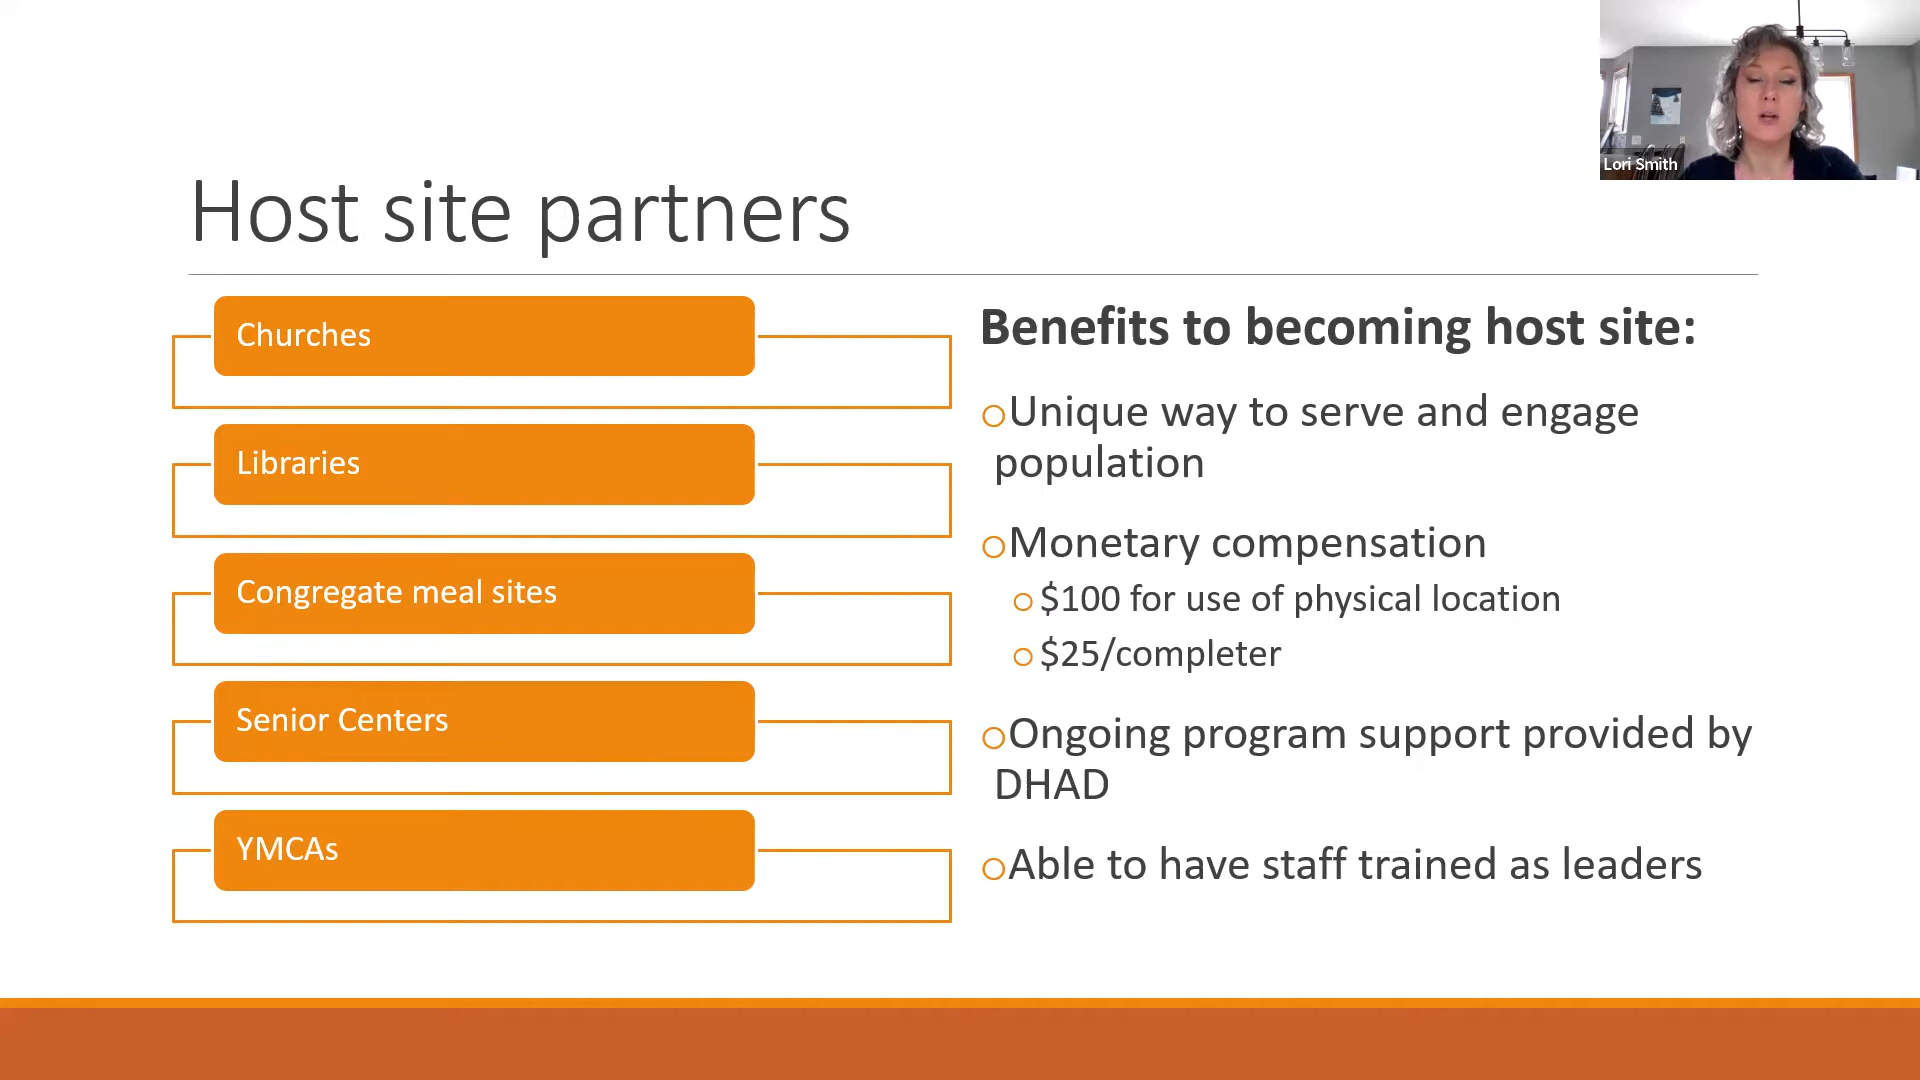 Lori Smith
Host site partners
Churches
Libraries
Congregate meal sites
Senior Centers
YMCAs
Benefits to becoming host site:
Unique way to serve and engage
population
Monetary compensation
$100 for use of physical location
$25/completer
Ongoing program support provided by
DHAD
Able to have staff trained as leaders